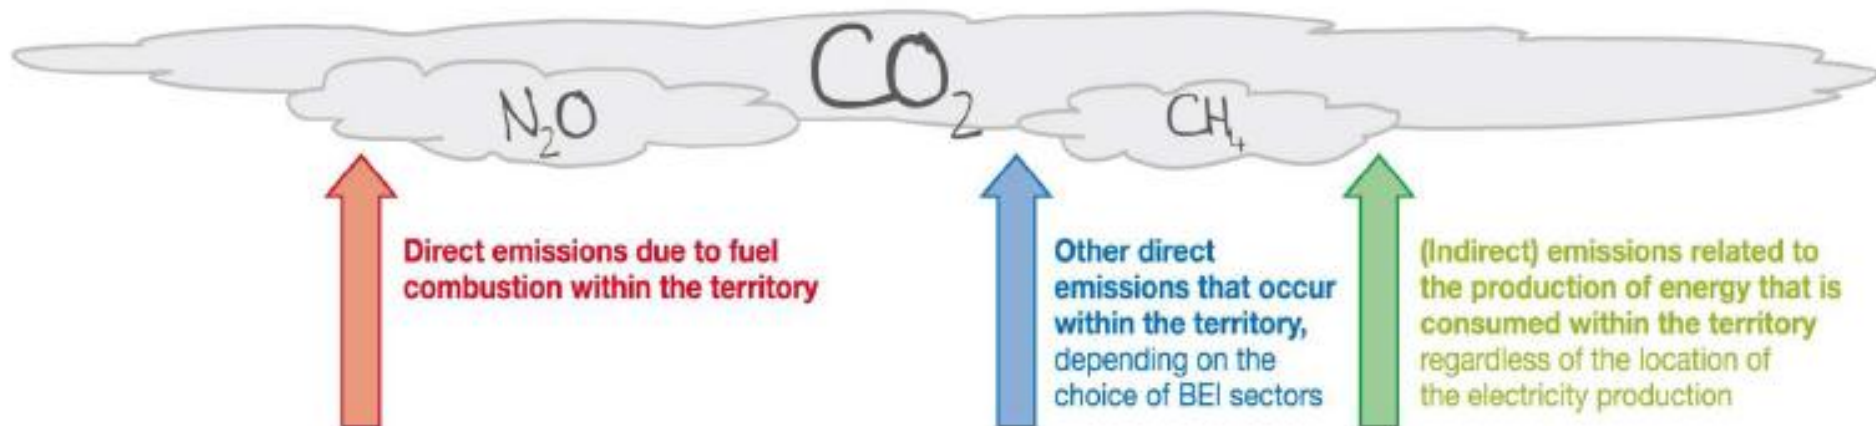 CO₂
N₂O
CH₄
Direct emissions due to fuel
combustion within the territory
Other direct
emissions that occur
within the territory,
depending on the
choice of BEI sectors
(Indirect) emissions related to
the production of energy that is
consumed within the territory
regardless of the location of
the electricity production